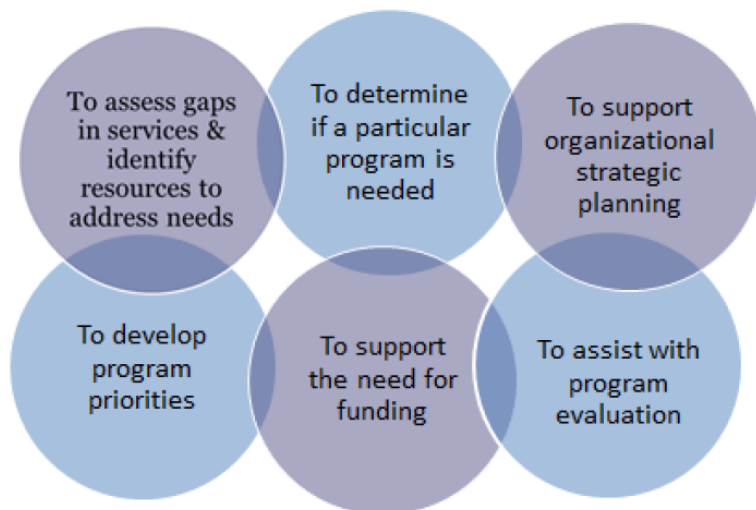 To assess gaps
in services &
identify
resources to
address needs
To determine
if a particular
program is
needed
To support
organizational
strategic
planning
To develop
program
priorities
To support
the need for
funding
To assist with
program
evaluation